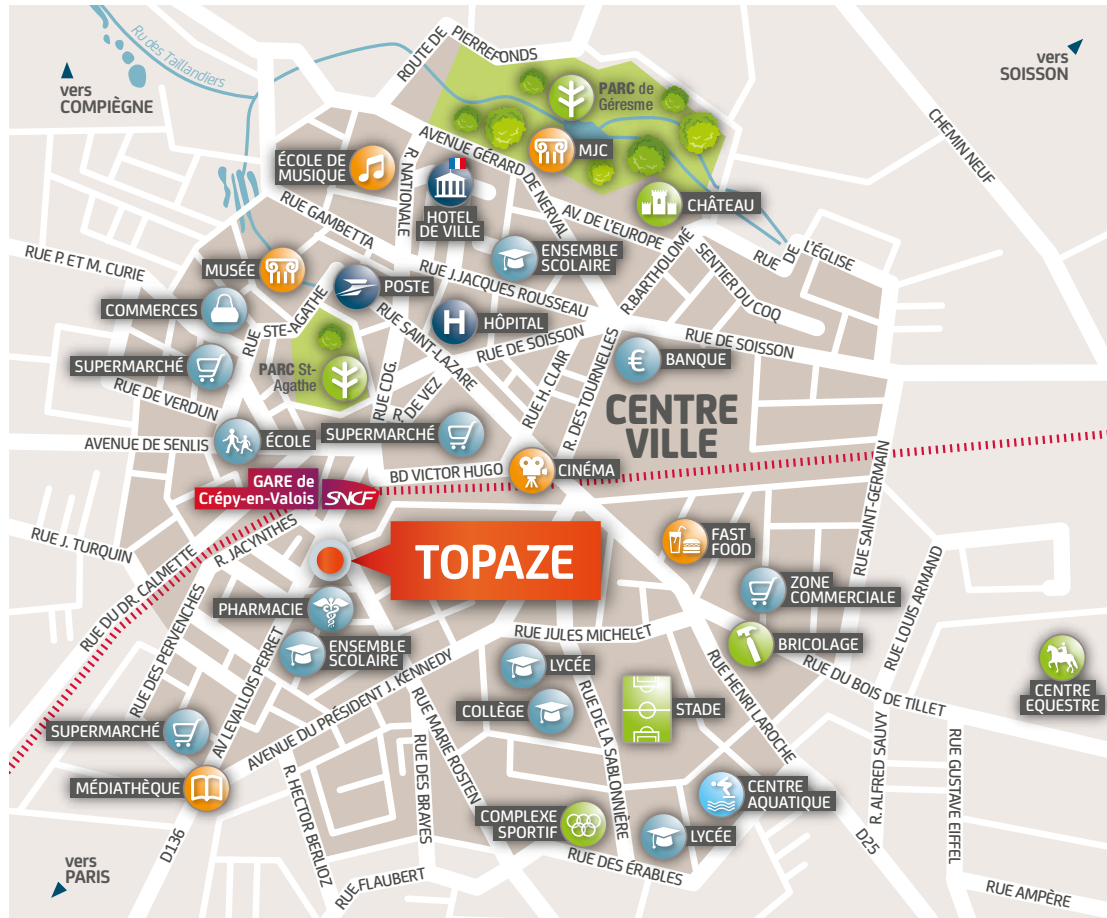 Ru des Taillandiers
vers
COMPIÈGNE
ROUTE DE PIERREFONDS
PARC de
Géresme
vers
SOISSON
CHEMIN NEUF
AVENUE GÉRARD DE NERVAL
MJC
ÉCOLE DE
MUSIQUE
R. NATIONALE
HOTEL
DE VILLE
CHÂTEAU
RUE GAMBETTA
AV. DE L'EUROPE
RUE DE L'ÉGLISE
SENTIER DU COQ
R.BARTHOLOMÉ
ENSEMBLE
SCOLAIRE
RUE P. ET M. CURIE
MUSÉE
POSTE
RUE J.JACQUES ROUSSEAU
COMMERCES
RUE STE-AGATHE
RUE SAINT-LAZARE
H
HÔPITAL
RUE DE SOISSON
RUE DE SOISSON
SUPERMARCHÉ
PARC St-
Agathe
€
BANQUE
RUE DE VERDUN
RUE CDG.
R. DE VEZ
RUE H. CLAIR
R. DES TOURNELLES
CENTRE
VILLE
AVENUE DE SENLIS
ÉCOLE
SUPERMARCHÉ
BD VICTOR HUGO
CINÉMA
GARE de
Crépy-en-Valois
SNCF
RUE SAINT-GERMAIN
RUE J. TURQUIN
R. JACYNTHES
TOPAZE
FAST
FOOD
RUE DU DR. CALMETTE
PHARMACIE
ZONE
COMMERCIALE
RUE LOUIS ARMAND
RUE DES PERVENCHES
ENSEMBLE
SCOLAIRE
RUE JULES MICHELET
BRICOLAGE
LYCÉE
RUE DU BOIS DE TILLET
CENTRE
EQUESTRE
AV LEVALLOIS PERRET
AVENUE DU PRÉSIDENT J. KENNEDY
COLLÈGE
STADE
RUE HENRI LAROCHE
SUPERMARCHÉ
RUE MARIE ROSTEN
RUE DE LA SABLONNIÈRE
MÉDIATHÈQUE
R. HECTOR BERLIOZ
RUE DES BRAVES
CENTRE
AQUATIQUE
R. ALFRED SAUVY
RUE GUSTAVE EIFFEL
COMPLEXE
SPORTIF
LYCÉE
D136
D25
RUE DES ÉRABLES
vers
PARIS
RUE.FLAUBERT
RUE AMPÈRE